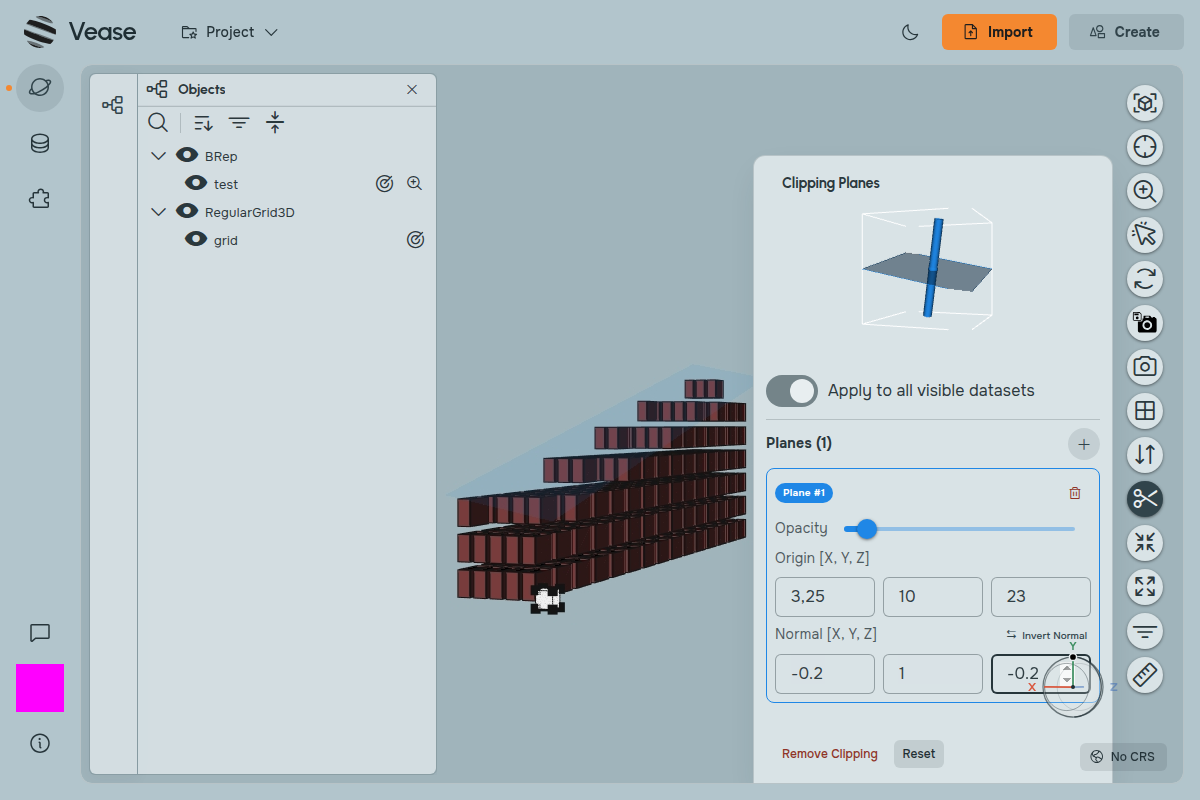 Vease
Project
Import
Create
Objects
BRep
test
RegularGrid3D
grid
Clipping Planes
Apply to all visible datasets
Planes (1)
Plane #1
Opacity
Origin [X, Y, Z]
3,25
10
23
Normal [X, Y, Z]
Invert Normal
-0.2
1
-0.2
Y
X
Z
Remove Clipping
Reset
No CRS